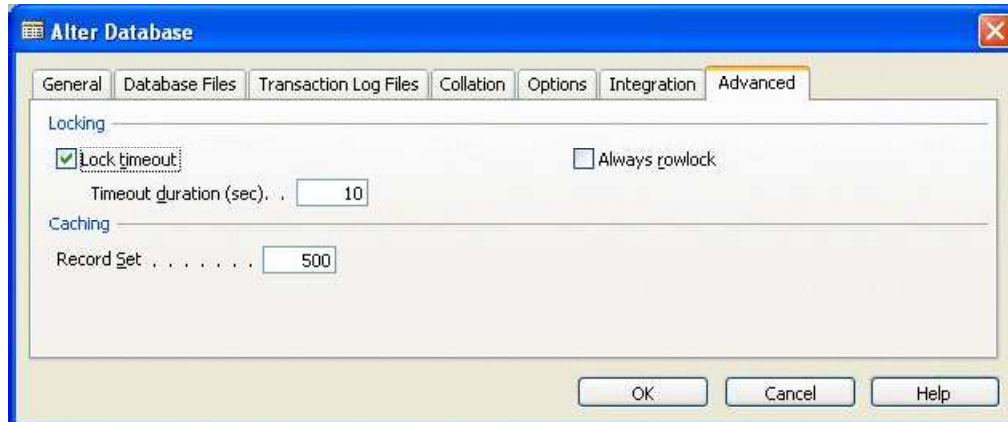 Alter Database
General Database Files Transaction Log Files Collation Options Integration Advanced
Locking
Lock timeout Always rowlock
Timeout duration (sec). . 10
Caching
Record Set . . . . . . . 500
OK Cancel Help